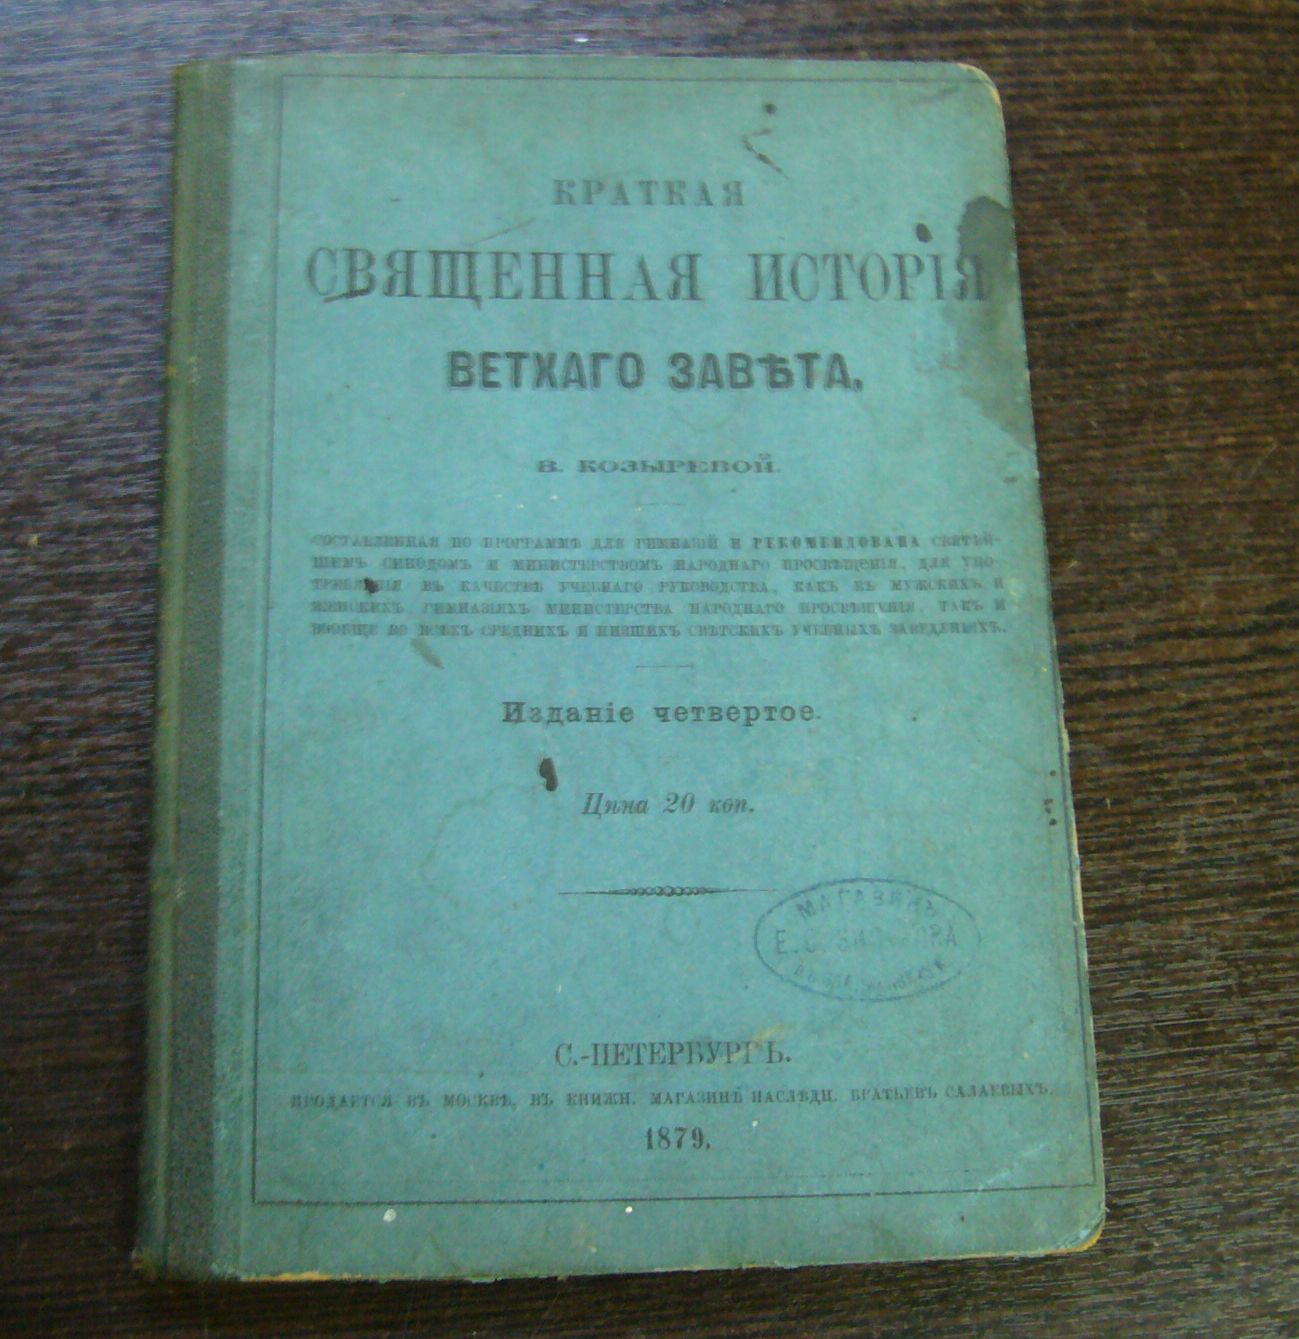 КРАТКАЯ
СВЯЩЕННАЯ ИСТОРІЯ
ВЕТХАГО ЗАВѢТА,
В. КОЗЫРЕВОЙ.
СОСТАВЛЕННАЯ ПО ПРОГРАММѢ ДЛЯ ГИМНАЗІЙ И РЕКОМЕНДОВАНА СВЯТѢЙ-
ШИМЪ СИНОДОМЪ И МИНИСТЕРСТВОМЪ НАРОДНАГО ПРОСВѢЩЕНІЯ, ДЛЯ УПО-
ТРЕБЛЕНІЯ ВЪ КАЧЕСТВѢ УЧЕБНАГО РУКОВОДСТВА, КАКЪ ВЪ МУЖСКИХЪ И
ЖЕНСКИХЪ ГИМНАЗІЯХЪ МИНИСТЕРСТВА НАРОДНАГО ПРОСВѢЩЕНІЯ, ТАКЪ И
ВООБЩЕ ВО ВСѢХЪ СРЕДНИХЪ И НИЗШИХЪ СВѢТСКИХЪ УЧЕБНЫХЪ ЗАВЕДЕНІЯХЪ.
Изданіе четвертое.
Цѣна 20 коп.
МАГАЗИНЪ
Е. С.
С.-ПЕТЕРБУРГЪ.
ПРОДАЕТСЯ ВЪ МОСКВѢ, ВЪ КНИЖН. МАГАЗИНѢ НАСЛѢДН. БРАТЬЕВЪ САЛАЕВЫХЪ.
1879.